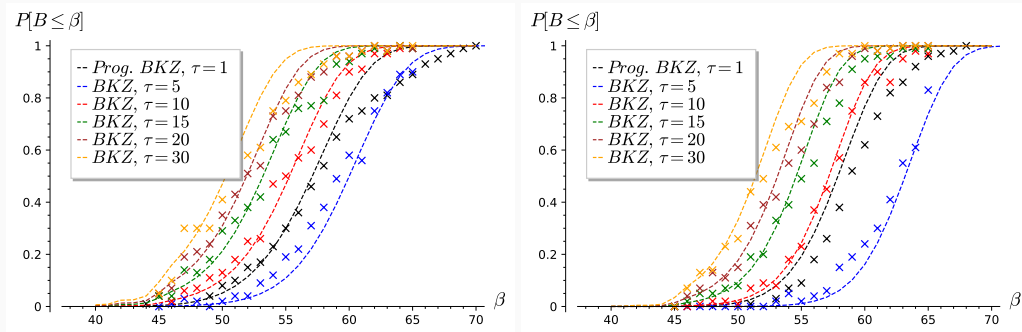 P[B ≤ β]
1
0.8
0.6
0.4
0.2
0
Prog. BKZ, τ = 1
BKZ, τ = 5
BKZ, τ = 10
BKZ, τ = 15
BKZ, τ = 20
BKZ, τ = 30
40 45 50 55 60 65 70 β
P[B ≤ β]
1
0.8
0.6
0.4
0.2
0
Prog. BKZ, τ = 1
BKZ, τ = 5
BKZ, τ = 10
BKZ, τ = 15
BKZ, τ = 20
BKZ, τ = 30
40 45 50 55 60 65 70 β